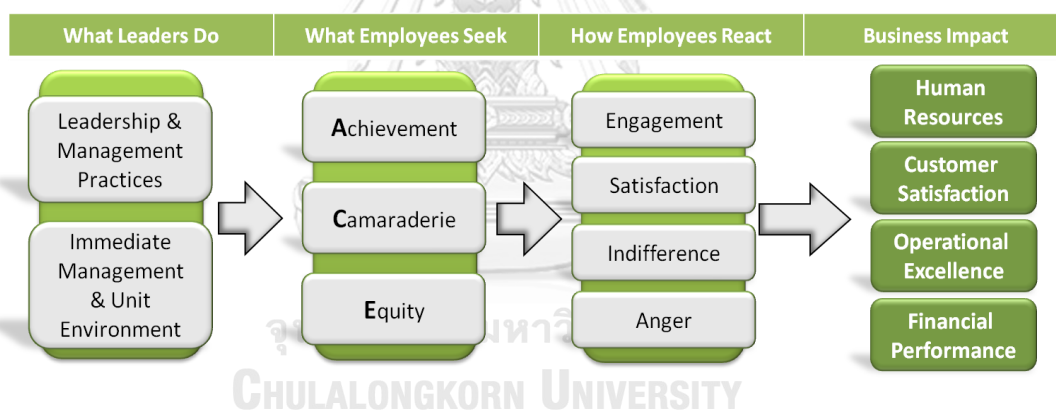 What Leaders Do
What Employees Seek
How Employees React
Business Impact
Leadership &
Management
Practices
Immediate
Management
& Unit
Environment
Achievement
Camaraderie
Equity
Engagement
Satisfaction
Indifference
Anger
Human
Resources
Customer
Satisfaction
Operational
Excellence
Financial
Performance
CHULALONGKORN UNIVERSITY